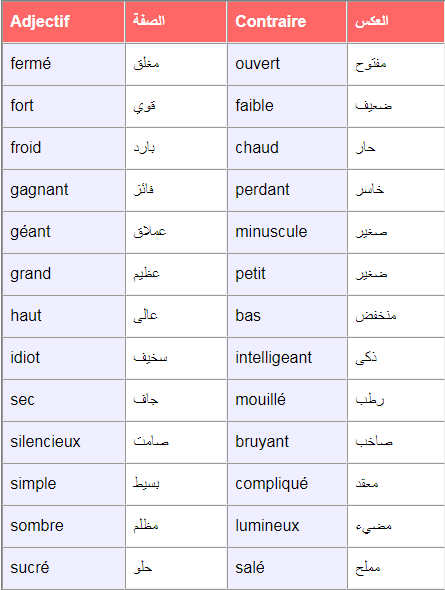 Adjectif الصفة Contraire العكس
fermé مغلق ouvert مفتوح
fort قوي faible ضعيف
froid بارد chaud حار
gagnant فائز perdant خاسر
géant عملاق minuscule صغير
grand عظيم petit ضغير
haut عالى bas منخفض
idiot سخيف intelligeant ذكى
sec جاف mouillé رطب
silencieux صامت bruyant صاخب
simple بسيط compliqué معقد
sombre مظلم lumineux مضيء
sucré حلو salé مملح